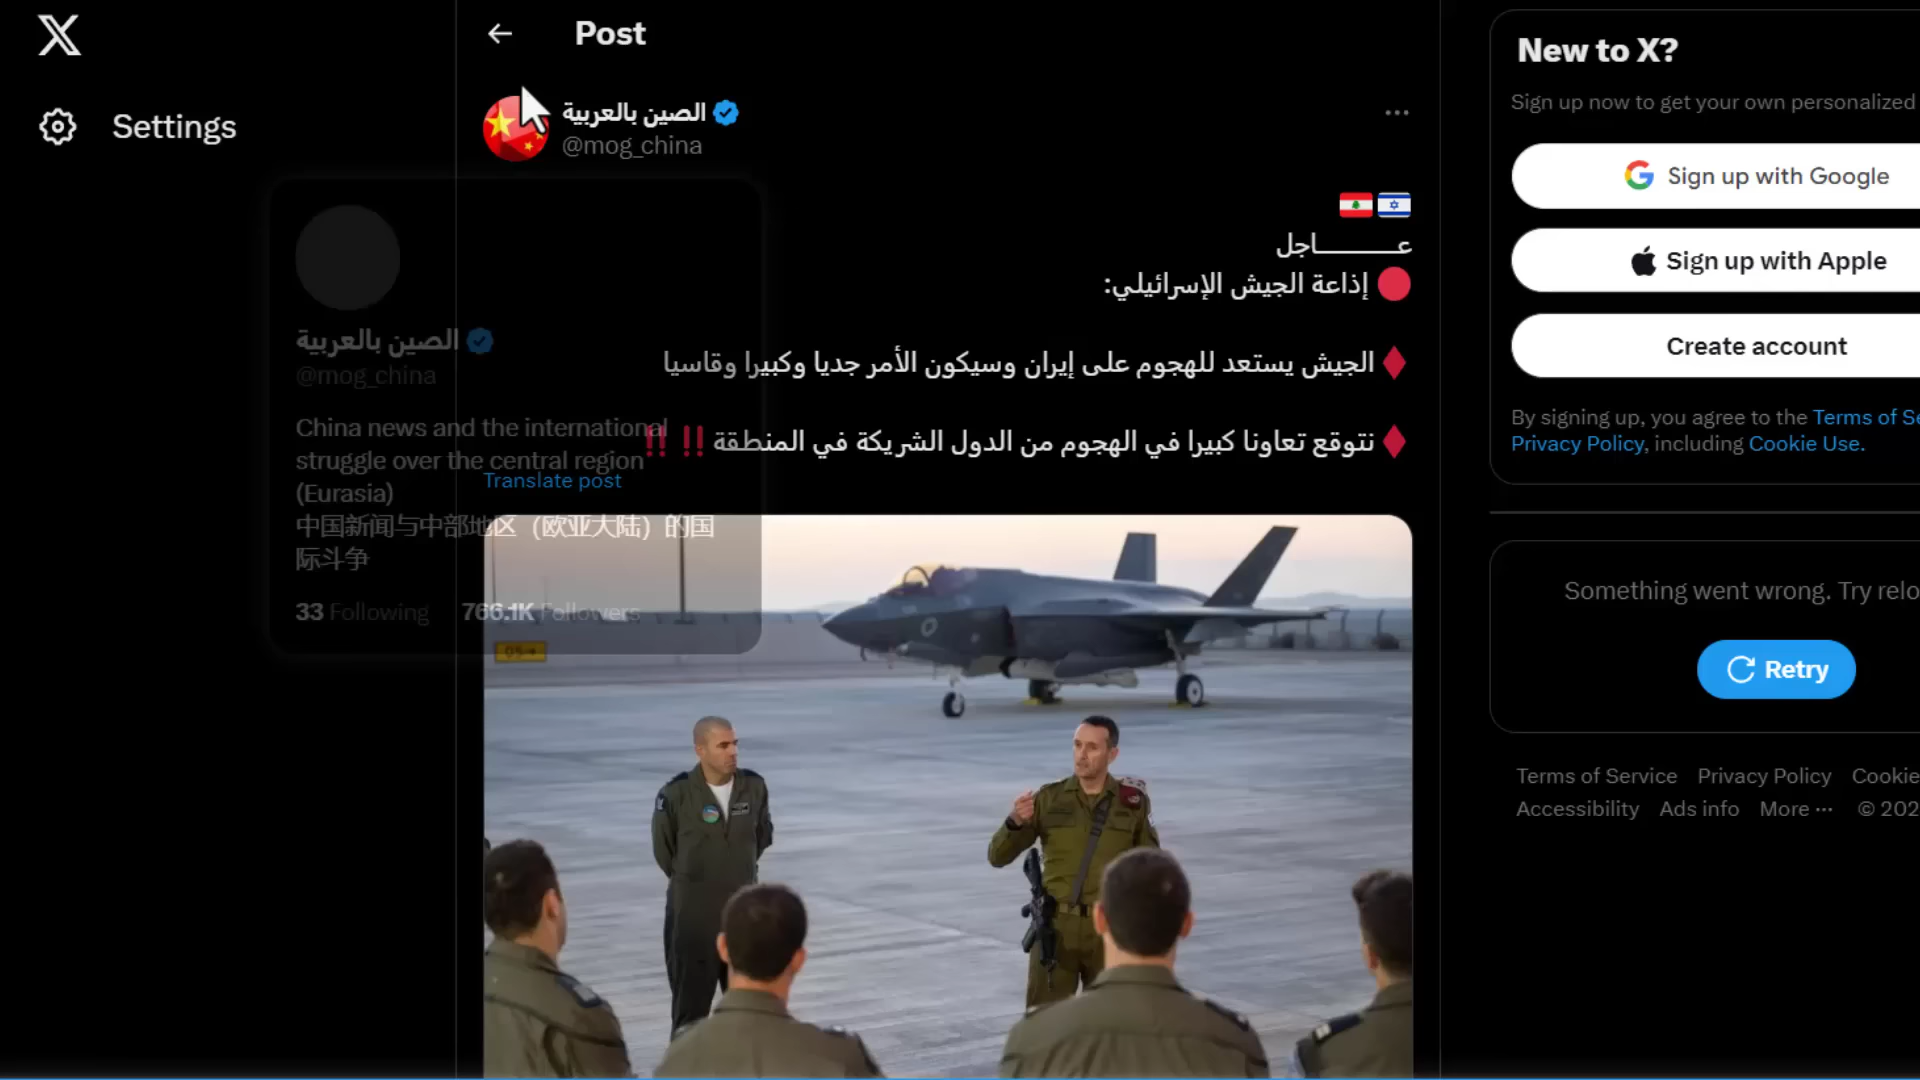 Post
Settings
الصين بالعربية
@mog_china
🇱🇧🇮🇱
عــــــــــاجل
🔴 إذاعة الجيش الإسرائيلي:
♦️ الجيش يستعد للهجوم على إيران وسيكون الأمر جديا وكبيرا وقاسيا
♦️ نتوقع تعاونا كبيرا في الهجوم من الدول الشريكة في المنطقة ‼️ ‼️
Translate post
الصين بالعربية
@mog_china
China news and the international
struggle over the central region
(Eurasia)
中国新闻与中部地区（欧亚大陆）的国
际斗争
33 Following 766.1K Followers
New to X?
Sign up now to get your own personalized
Sign up with Google
Sign up with Apple
Create account
By signing up, you agree to the Terms of Se
Privacy Policy, including Cookie Use.
Something went wrong. Try relo
Retry
Terms of Service Privacy Policy Cookie
Accessibility Ads info More ··· © 202